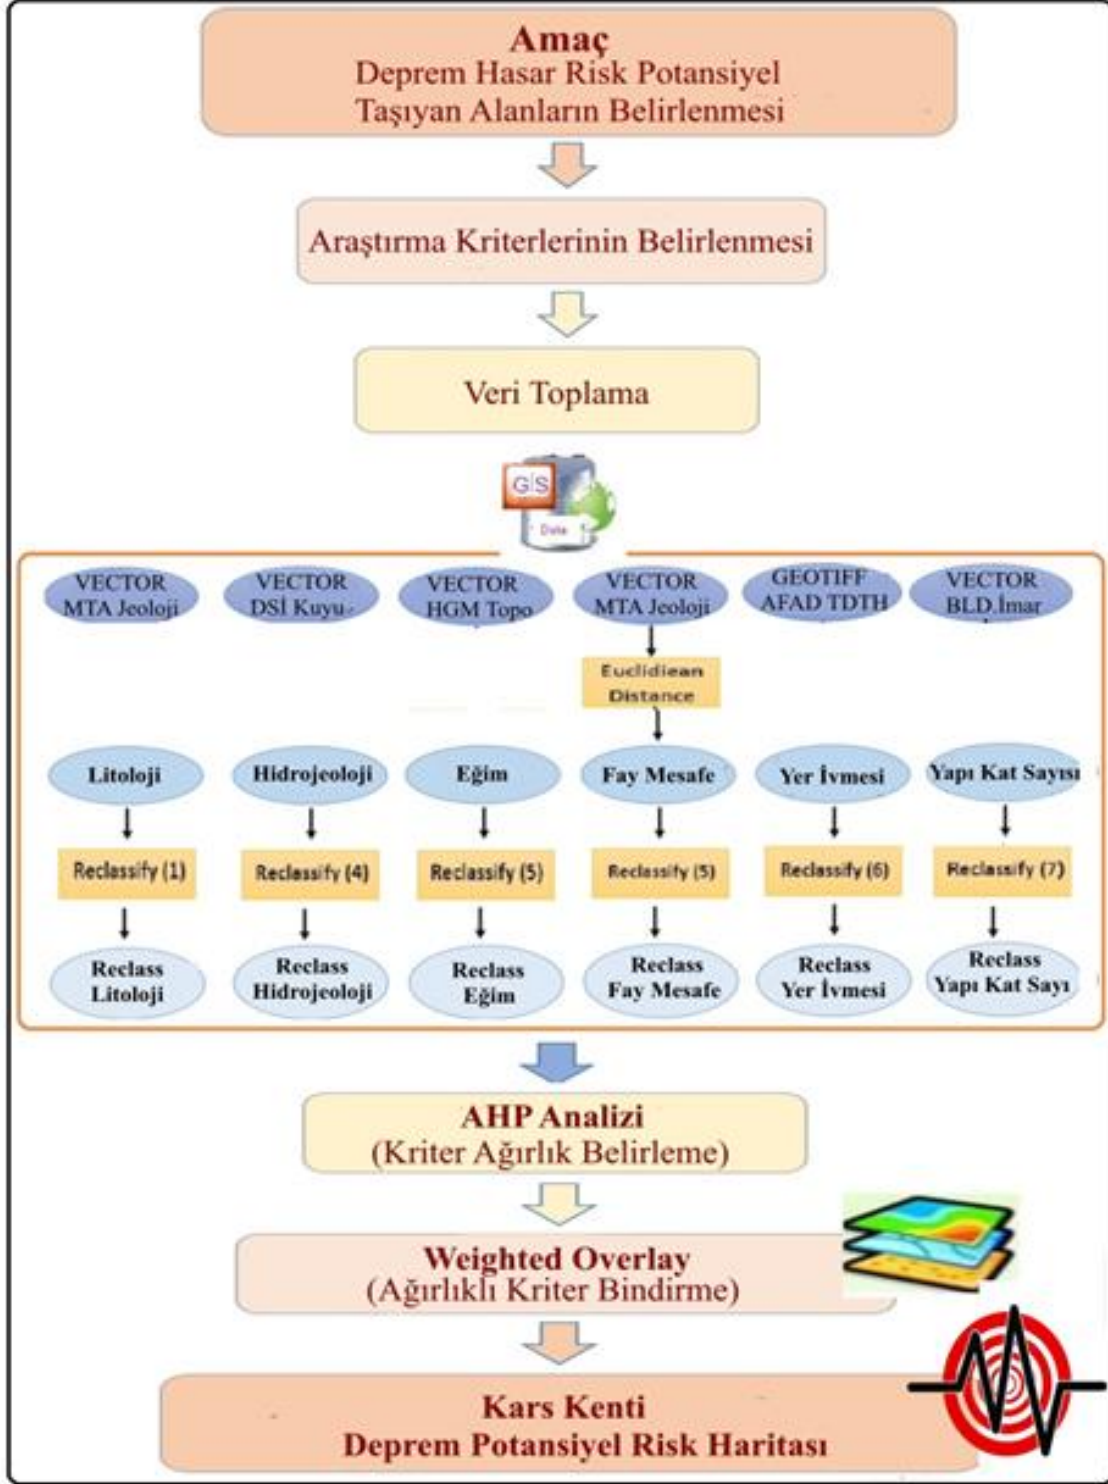 Amaç
Deprem Hasar Risk Potansiyel
Taşıyan Alanların Belirlenmesi
Araştırma Kriterlerinin Belirlenmesi
Veri Toplama
GIS
Data
VECTOR
MTA Jeoloji
VECTOR
DSİ Kuyu
VECTOR
HGM Topo
VECTOR
MTA Jeoloji
GEOTIFF
AFAD TDTH
VECTOR
BLD.İmar
Euclidiean
Distance
Litoloji
Hidrojeoloji
Eğim
Fay Mesafe
Yer İvmesi
Yapı Kat Sayısı
Reclassify (1)
Reclassify (4)
Reclassify (5)
Reclassify (5)
Reclassify (6)
Reclassify (7)
Reclass
Litoloji
Reclass
Hidrojeoloji
Reclass
Eğim
Reclass
Fay Mesafe
Reclass
Yer İvmesi
Reclass
Yapı Kat Sayı
AHP Analizi
(Kriter Ağırlık Belirleme)
Weighted Overlay
(Ağırlıklı Kriter Bindirme)
Kars Kenti
Deprem Potansiyel Risk Haritası